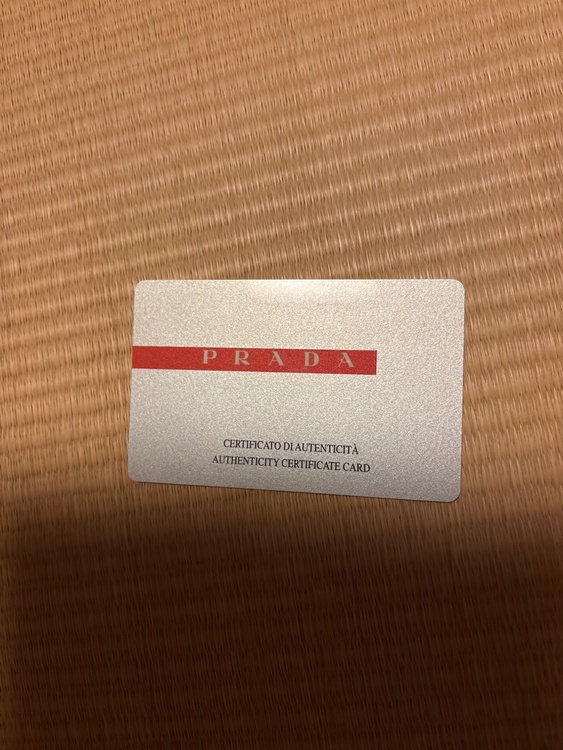 PRADA
CERTIFICATO DI AUTENTICITÀ
AUTHENTICITY CERTIFICATE CARD